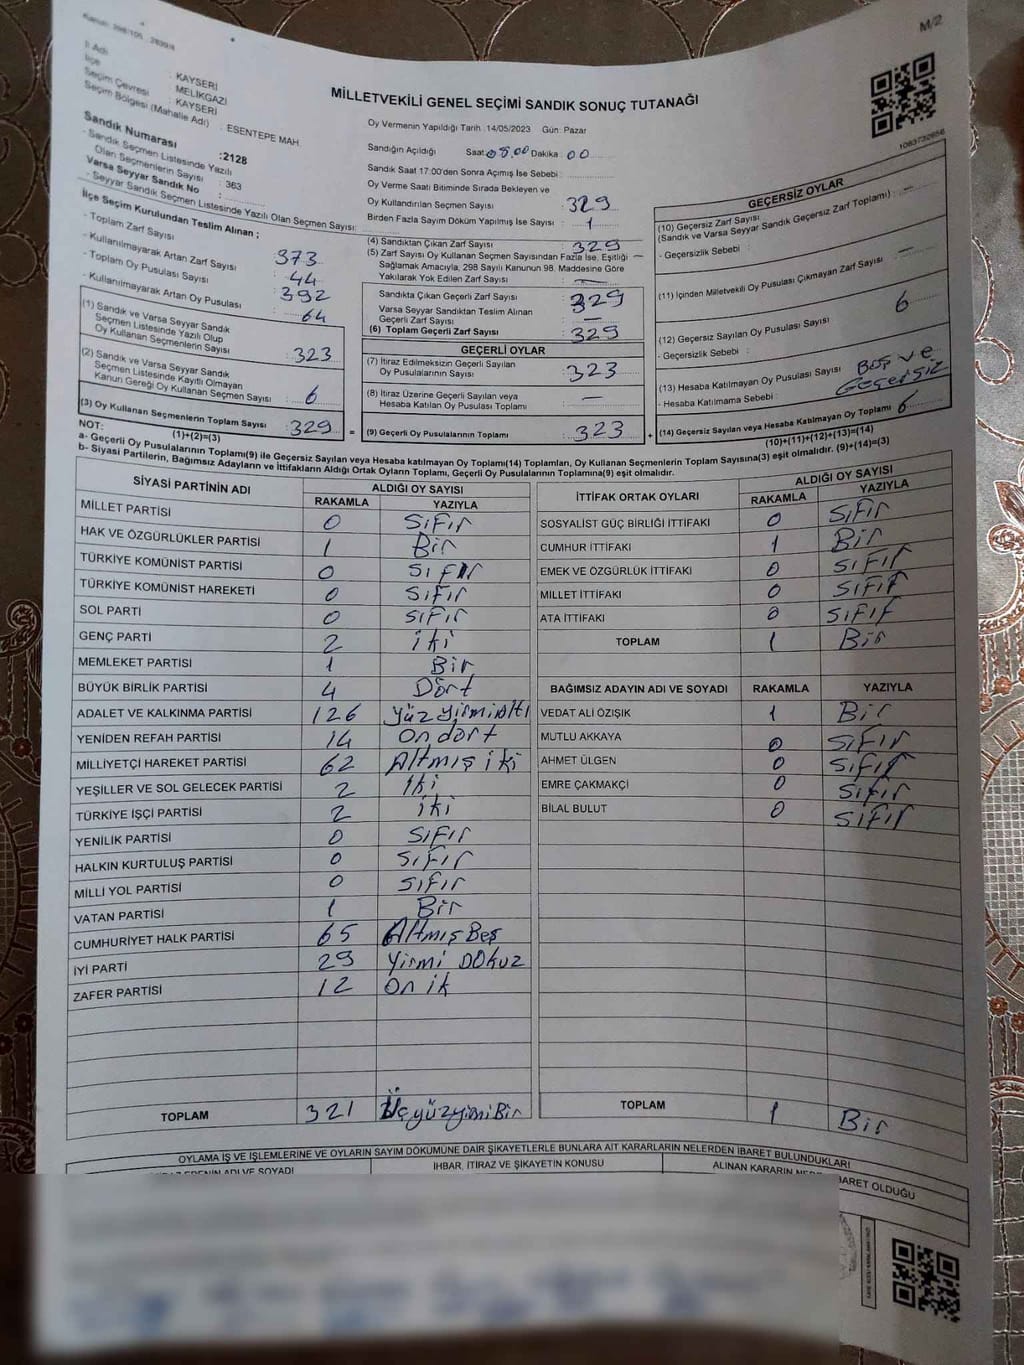 M/2
MİLLETVEKİLİ GENEL SEÇİMİ SANDIK SONUÇ TUTANAĞI
İl Adı : KAYSERİ
İlçe : MELİKGAZİ
Seçim Çevresi : KAYSERİ
Seçim Bölgesi (Mahalle Adı) : ESENTEPE MAH.
Sandık Numarası :2128
- Sandık Seçmen Listesinde Yazılı
Olan Seçmenlerin Sayısı : 363
Varsa Seyyar Sandık No :
- Seyyar Sandık Seçmen Listesinde Yazılı Olan Seçmen Sayısı:
İlçe Seçim Kurulundan Teslim Alınan ;
- Toplam Zarf Sayısı 373
- Kullanılmayarak Artan Zarf Sayısı 44
- Toplam Oy Pusulası Sayısı 392
- Kullanılmayarak Artan Oy Pusulası 64
(1) Sandık ve Varsa Seyyar Sandık
Seçmen Listesinde Yazılı Olup
Oy Kullanan Seçmenlerin Sayısı : 323
(2) Sandık ve Varsa Seyyar Sandık
Seçmen Listesinde Kayıtlı Olmayan
Kanun Gereği Oy Kullanan Seçmen Sayısı : 6
(3) Oy Kullanan Seçmenlerin Toplam Sayısı : 329
(1)+(2)=(3)
Oy Vermenin Yapıldığı Tarih :14/05/2023 Gün: Pazar
Sandığın Açıldığı Saat: 08.00 Dakika: 00
Sandık Saat 17:00'den Sonra Açımış İse Sebebi :
Oy Verme Saati Bitiminde Sırada Bekleyen ve
Oy Kullandırılan Seçmen Sayısı : 329
Birden Fazla Sayım Döküm Yapılmış İse Sayısı : 1
(4) Sandıktan Çıkan Zarf Sayısı : 329
(5) Zarf Sayısı Oy Kullanan Seçmen Sayısından Fazla İse, Eşitliği
Sağlamak Amacıyla, 298 Sayılı Kanunun 98. Maddesine Göre
Yakılarak Yok Edilen Zarf Sayısı : —
Sandıkta Çıkan Geçerli Zarf Sayısı : 329
Varsa Seyyar Sandıktan Teslim Alınan
Geçerli Zarf Sayısı : —
(6) Toplam Geçerli Zarf Sayısı : 329
GEÇERLİ OYLAR
(7) İtiraz Edilmeksizin Geçerli Sayılan
Oy Pusulalarının Sayısı : 323
(8) İtiraz Üzerine Geçerli Sayılan veya
Hesaba Katılan Oy Pusulası Toplamı : —
(9) Geçerli Oy Pusulalarının Toplamı : 323
1083732656
GEÇERSİZ OYLAR
(10) Geçersiz Zarf Sayısı
(Sandık ve Varsa Seyyar Sandık Geçersiz Zarf Toplamı) : —
- Geçersizlik Sebebi :
(11) İçinden Milletvekili Oy Pusulası Çıkmayan Zarf Sayısı : —
(12) Geçersiz Sayılan Oy Pusulası Sayısı : 6
- Geçersizlik Sebebi :
(13) Hesaba Katılmayan Oy Pusulası Sayısı Boş ve
- Hesaba Katılmama Sebebi : Geçersiz
(14) Geçersiz Sayılan veya Hesaba Katılmayan Oy Toplamı : 6
(10)+(11)+(12)+(13)=(14)
NOT:
a- Geçerli Oy Pusulalarının Toplamı(9) ile Geçersiz Sayılan veya Hesaba katılmayan Oy Toplamı(14) Toplamları, Oy Kullanan Seçmenlerin Toplam Sayısına(3) eşit olmalıdır. (9)+(14)=(3)
b- Siyasi Partilerin, Bağımsız Adayların ve İttifakların Aldığı Ortak Oyların Toplamı, Geçerli Oy Pusulalarının Toplamına(9) eşit olmalıdır.
SİYASİ PARTİNİN ADI ALDIĞI OY SAYISI
RAKAMLA YAZIYLA
MİLLET PARTİSİ 0 Sıfır
HAK VE ÖZGÜRLÜKLER PARTİSİ 1 Bir
TÜRKİYE KOMÜNİST PARTİSİ 0 Sıfır
TÜRKİYE KOMÜNİST HAREKETİ 0 Sıfır
SOL PARTİ 0 Sıfır
GENÇ PARTİ 2 iki
MEMLEKET PARTİSİ 1 Bir
BÜYÜK BİRLİK PARTİSİ 4 Dört
ADALET VE KALKINMA PARTİSİ 126 Yüz yirmi altı
YENİDEN REFAH PARTİSİ 14 On dört
MİLLİYETÇİ HAREKET PARTİSİ 62 Altmış iki
YEŞİLLER VE SOL GELECEK PARTİSİ 2 İki
TÜRKİYE İŞÇİ PARTİSİ 2 iki
YENİLİK PARTİSİ 0 Sıfır
HALKIN KURTULUŞ PARTİSİ 0 Sıfır
MİLLİ YOL PARTİSİ 0 Sıfır
VATAN PARTİSİ 1 Bir
CUMHURİYET HALK PARTİSİ 65 Altmış Beş
İYİ PARTİ 29 Yirmi Dokuz
ZAFER PARTİSİ 12 On ik
TOPLAM 321 Üçyüzyimi Bir
İTTİFAK ORTAK OYLARI ALDIĞI OY SAYISI
RAKAMLA YAZIYLA
SOSYALİST GÜÇ BİRLİĞİ İTTİFAKI 0 Sıfır
CUMHUR İTTİFAKI 1 Bir
EMEK VE ÖZGÜRLÜK İTTİFAKI 0 Sıfır
MİLLET İTTİFAKI 0 Sıfır
ATA İTTİFAKI 0 Sıfır
TOPLAM 1 Bir
BAĞIMSIZ ADAYIN ADI VE SOYADI RAKAMLA YAZIYLA
VEDAT ALİ ÖZIŞIK 1 Bir
MUTLU AKKAYA 0 Sıfır
AHMET ÜLGEN 0 Sıfır
EMRE ÇAKMAKÇİ 0 Sıfır
BİLAL BULUT 0 Sıfır
TOPLAM 1 Bir
OYLAMA İŞ VE İŞLEMLERİNE VE OYLARIN SAYIM DÖKÜMÜNE DAİR ŞİKAYETLERLE BUNLARA AİT KARARLARIN NELERDEN İBARET BULUNDUKLARI
EDENİN ADI VE SOYADI İHBAR, İTİRAZ VE ŞİKAYETİN KONUSU ALINAN KARARIN İBARET OLDUĞU